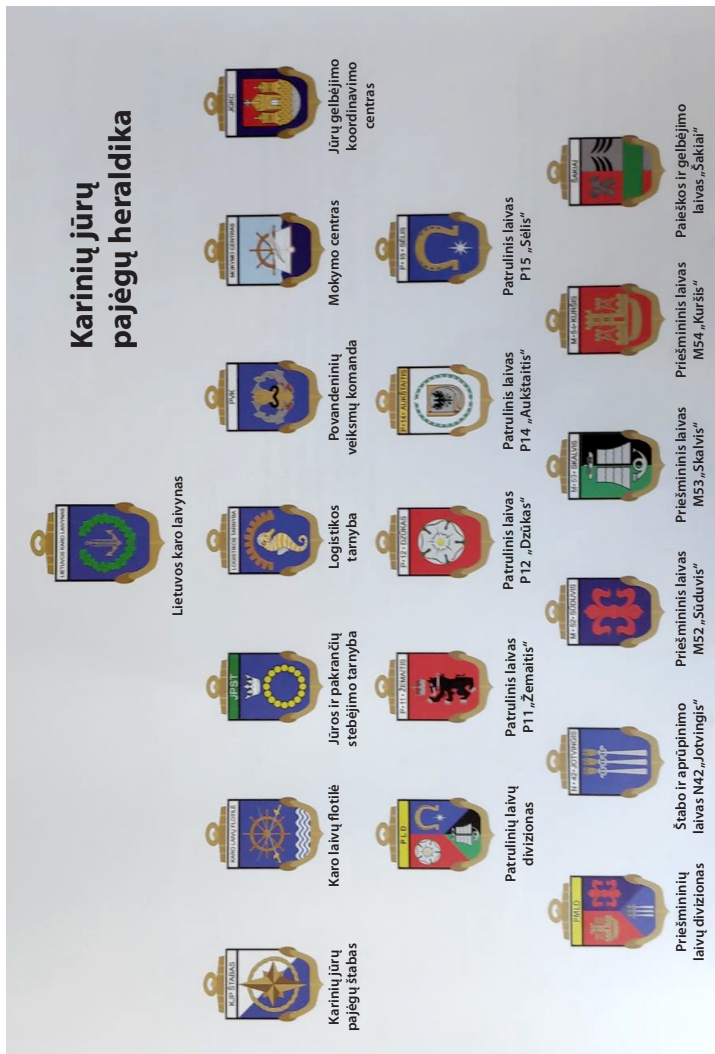 Karinių jūrų
pajėgų heraldika
LIETUVOS KARO LAIVYNAS
Lietuvos karo laivynas
KJP ŠTABAS
Karinių jūrų
pajėgų štabas
KARO LAIVŲ FLOTILĖ
Karo laivų flotilė
JPST
Jūros ir pakrančių
stebėjimo tarnyba
LOGISTIKOS TARNYBA
Logistikos
tarnyba
PVK
Povandeninių
veiksmų komanda
MOKYMO CENTRAS
Mokymo centras
JGKC
Jūrų gelbėjimo
koordinavimo
centras
PLD
Patrulinių laivų
divizionas
P•11•ŽEMAITIS
Patrulinis laivas
P11 „Žemaitis“
P•12•DZŪKAS
Patrulinis laivas
P12 „Dzūkas“
P•14•AUKŠTAITIS
Patrulinis laivas
P14 „Aukštaitis“
P•15•SĖLIS
Patrulinis laivas
P15 „Sėlis“
PMLD
Priešmininių
laivų divizionas
N•42•JOTVINGIS
Štabo ir aprūpinimo
laivas N42 „Jotvingis“
M•52•SŪDUVIS
Priešmininis laivas
M52 „Sūduvis“
M•53•SKALVIS
Priešmininis laivas
M53 „Skalvis“
M•54•KURŠIS
Priešmininis laivas
M54 „Kuršis“
ŠAKIAI
Paieškos ir gelbėjimo
laivas „Šakiai“